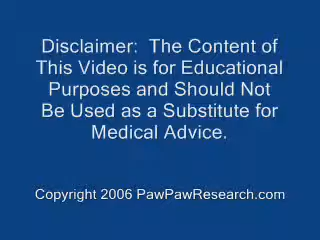 Disclaimer:  The Content of
This Video is for Educational
Purposes and Should Not
Be Used as a Substitute for
Medical Advice.
Copyright 2006 PawPawResearch.com